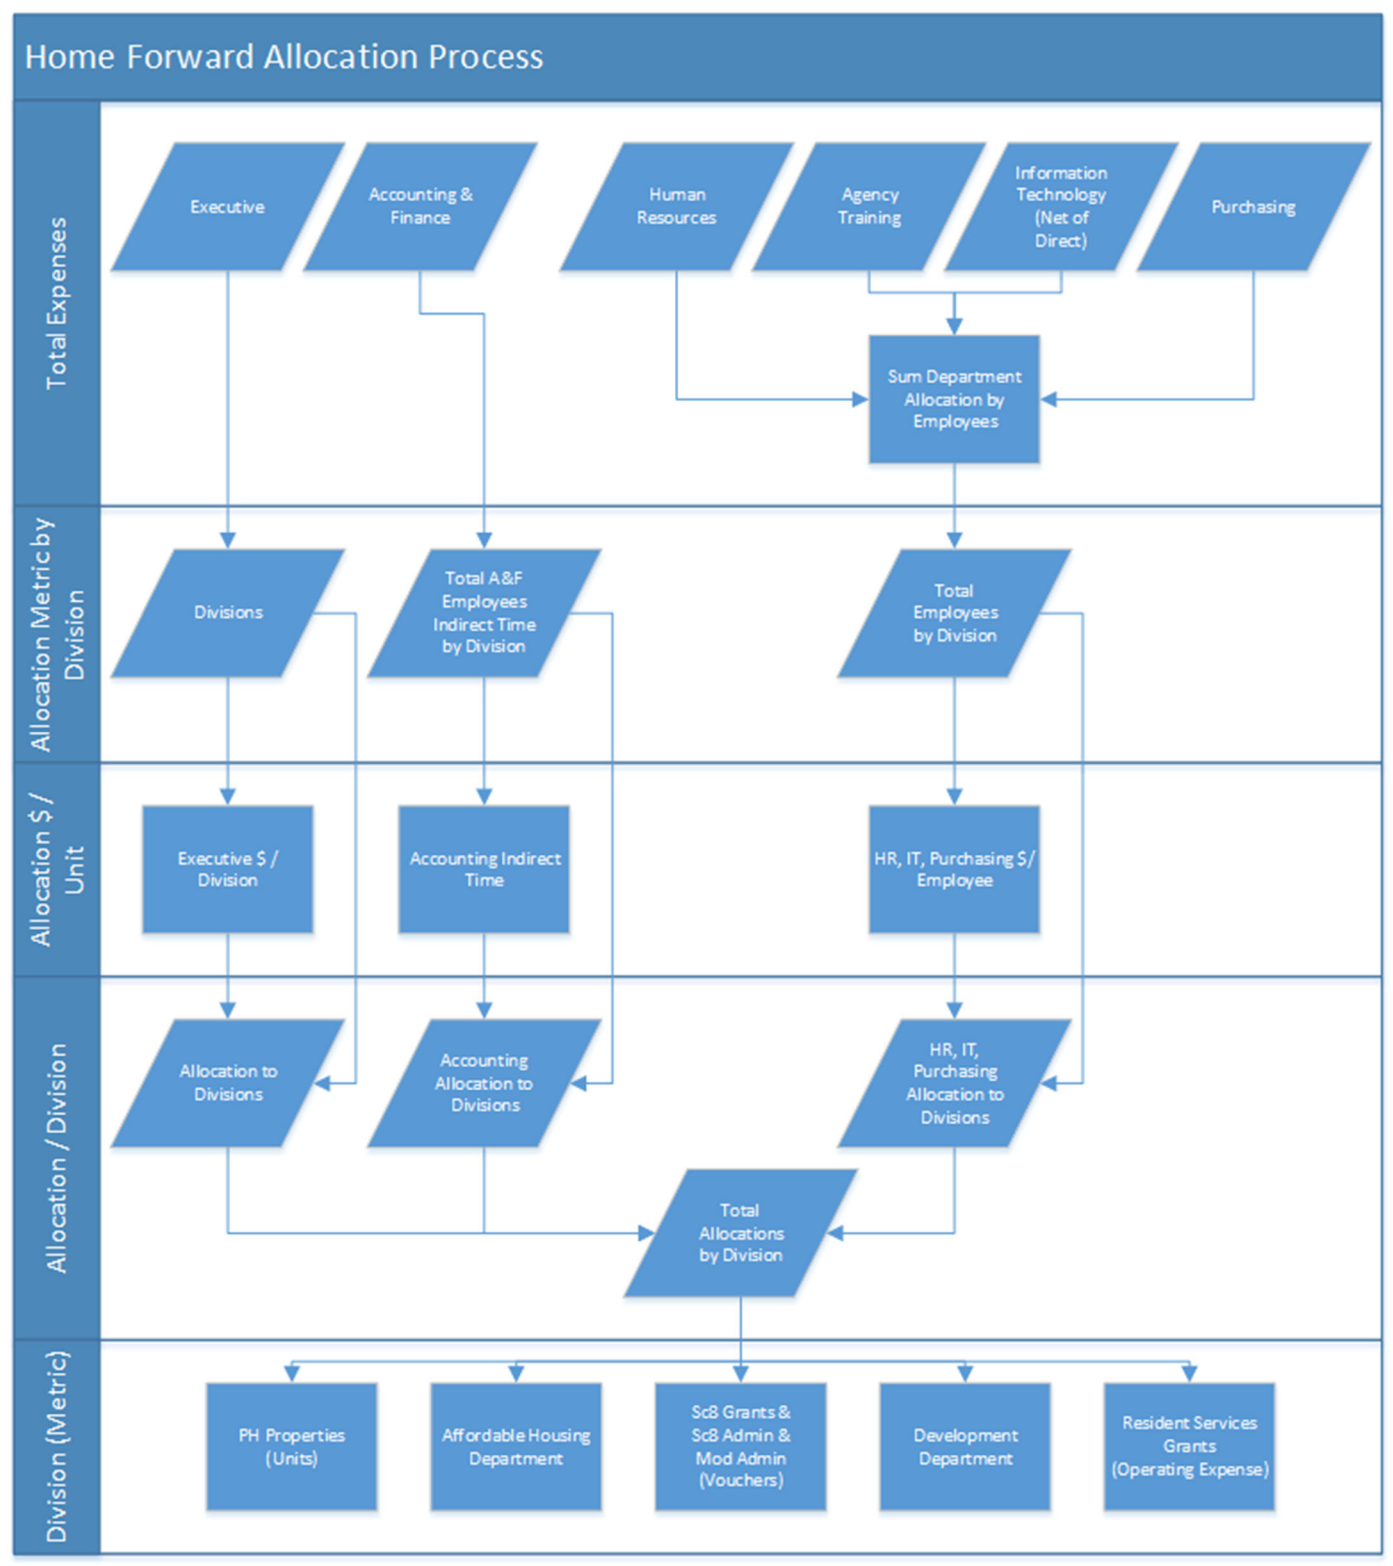 Home Forward Allocation Process
Total Expenses
Executive
Accounting &
Finance
Human
Resources
Agency
Training
Information
Technology
(Net of
Direct)
Purchasing
Sum Department
Allocation by
Employees
Allocation Metric by
Division
Divisions
Total A&F
Employees
Indirect Time
by Division
Total
Employees
by Division
Allocation $ /
Unit
Executive $ /
Division
Accounting Indirect
Time
HR, IT, Purchasing $/
Employee
Allocation / Division
Allocation to
Divisions
Accounting
Allocation to
Divisions
HR, IT,
Purchasing
Allocation to
Divisions
Total
Allocations
by Division
Division (Metric)
PH Properties
(Units)
Affordable Housing
Department
Sc8 Grants &
Sc8 Admin &
Mod Admin
(Vouchers)
Development
Department
Resident Services
Grants
(Operating Expense)